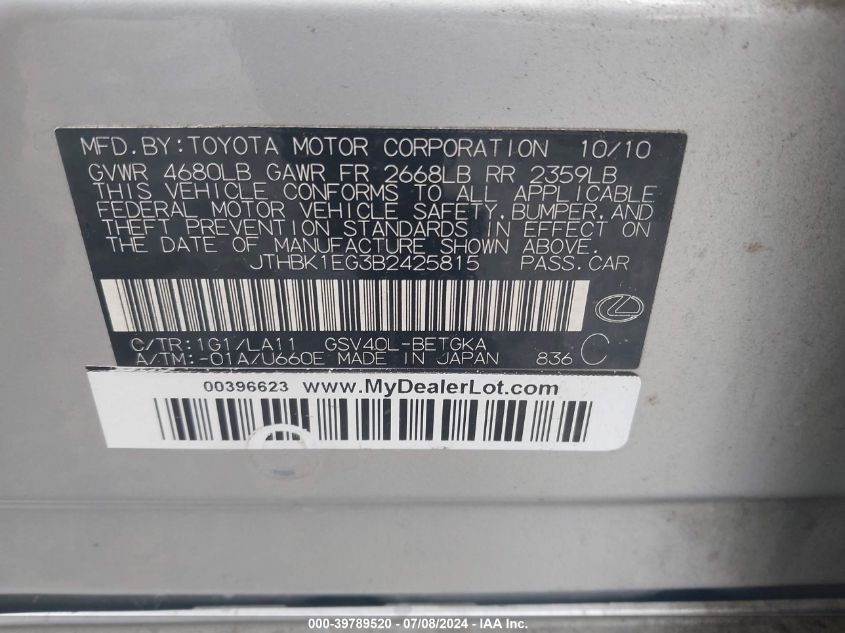 MFD. BY: TOYOTA MOTOR CORPORATION 10/10
GVWR 4680LB GAWR FR 2668LB RR 2359LB
THIS VEHICLE CONFORMS TO ALL APPLICABLE
FEDERAL MOTOR VEHICLE SAFETY, BUMPER, AND
THEFT PREVENTION STANDARDS IN EFFECT ON
THE DATE OF MANUFACTURE SHOWN ABOVE.
JTHBK1EG3B2425815 PASS. CAR
C/TR: 1G1/LA11 GSV40L-BETGKA
A/TM: -01A/U660E MADE IN JAPAN 836 C
00396623 www.MyDealerLot.com
000-39789520 - 07/08/2024 - IAA Inc.